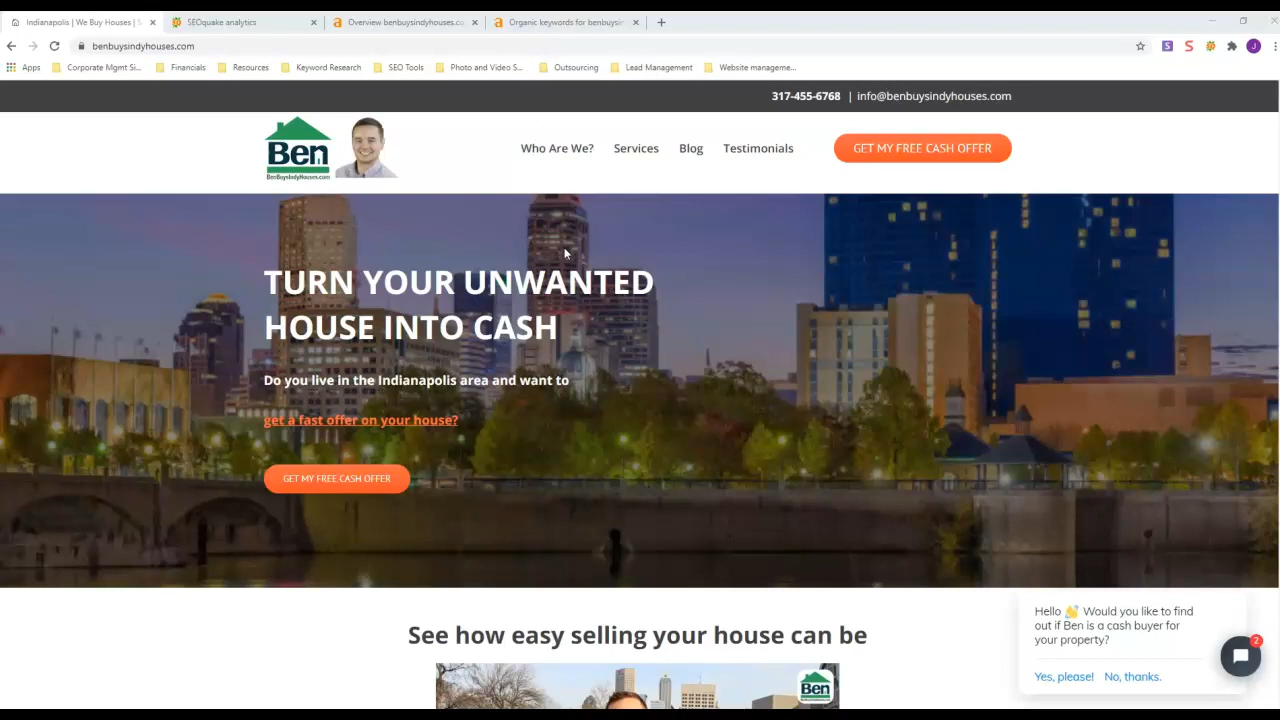 Indianapolis | We Buy Houses | S
SEOquake analytics
Overview benbuysindyhouses.co
Organic keywords for benbuysin
benbuysindyhouses.com
J
Apps
Corporate Mgmt Si...
Financials
Resources
Keyword Research
SEO Tools
Photo and Video S...
Outsourcing
Lead Management
Website manageme...
317-455-6768 | info@benbuysindyhouses.com
Ben
BenBuysIndyHouses.com
Who Are We?
Services
Blog
Testimonials
GET MY FREE CASH OFFER
TURN YOUR UNWANTED
HOUSE INTO CASH
Do you live in the Indianapolis area and want to
get a fast offer on your house?
GET MY FREE CASH OFFER
See how easy selling your house can be
Ben
Hello 👋 Would you like to find
out if Ben is a cash buyer for
your property?
Yes, please! No, thanks.
2